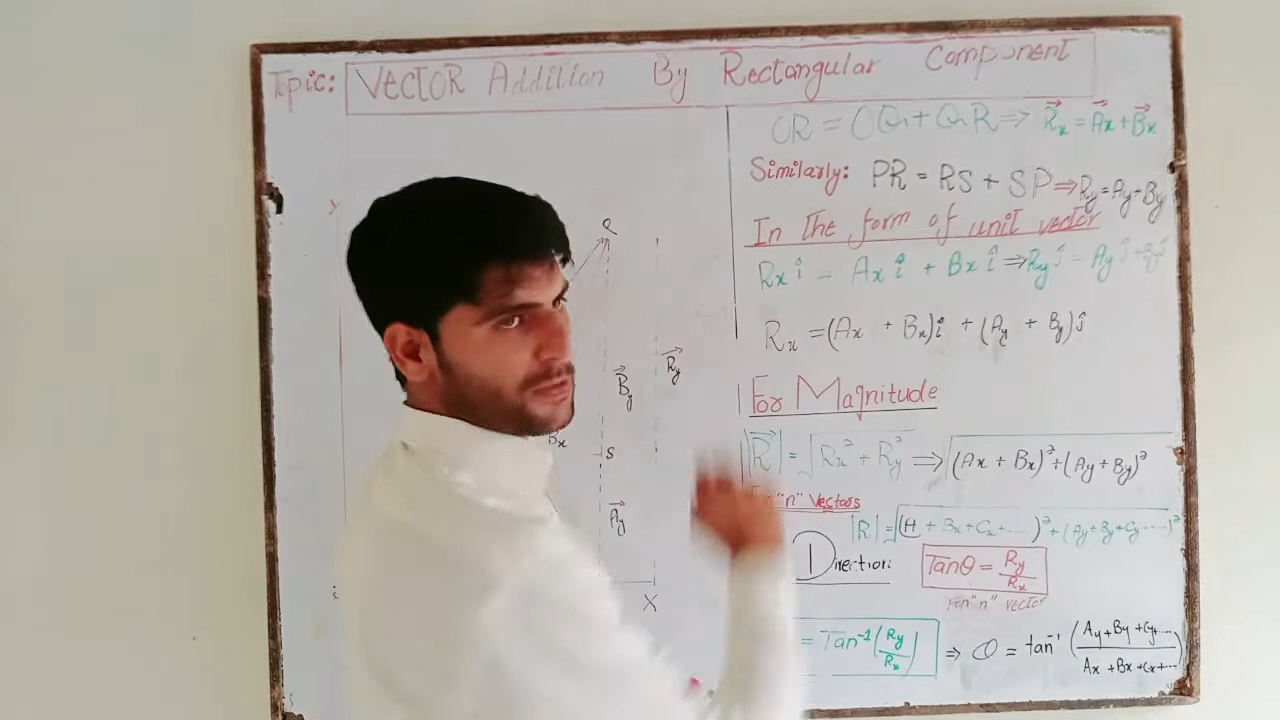 Topic: VECTOR Addition By Rectangular Component
OR = OQ + QR ⇒ R⃗x = A⃗x + B⃗x
Similarly: PR = RS + SP ⇒ Ry = Ay + By
In the form of unit vector
Rx î = Ax î + Bx î ⇒ Ry ĵ = Ay ĵ + By ĵ
Rx = (Ax + Bx)î + (Ay + By)ĵ
For Magnitude
|R⃗| = √Rx² + Ry² ⇒ √(Ax + Bx)² + (Ay + By)²
"n" Vectors
|R| = √( + Bx + Cx + .... )² + (Ay + By + Cy ....)²
Direction:
Tanθ = Ry/Rx
For "n" vector
= Tan⁻¹(Ry/Rx) ⇒ θ = tan⁻¹(Ay + By + Cy+..../Ax + Bx + Cx+....)
Y
R⃗y
B⃗y
Bx
S
A⃗y
X